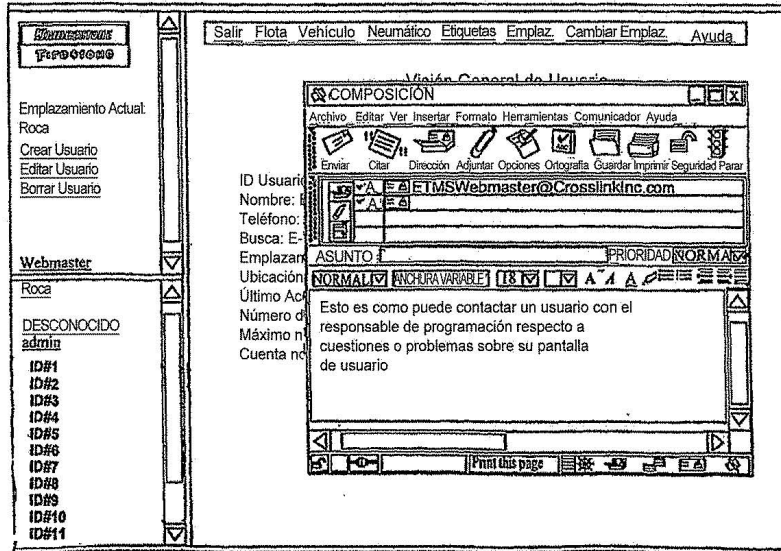 Firestone
Salir Flota Vehículo Neumático Etiquetas Emplaz. Cambiar Emplaz. Ayuda
Visión General de Usuario
Emplazamiento Actual:
Roca
Crear Usuario
Editar Usuario
Borrar Usuario
Webmaster
Roca
DESCONOCIDO
admin
ID#1
ID#2
ID#3
ID#4
ID#5
ID#6
ID#7
ID#8
ID#9
ID#10
ID#11
ID Usuario
Nombre: E
Teléfono:
Busca: E-
Emplazam
Ubicación
Último Ac
Número d
Máximo n
Cuenta no
COMPOSICIÓN
Archivo Editar Ver Insertar Formato Herramientas Comunicador Ayuda
Enviar Citar Dirección Adjuntar Opciones Ortografía Guardar Imprimir Seguridad Parar
ETMSWebmaster@CrosslinkInc.com
ASUNTO: PRIORIDAD NORMA
NORMAL ANCHURA VARIABLE 18 A A A
Esto es como puede contactar un usuario con el
responsable de programación respecto a
cuestiones o problemas sobre su pantalla
de usuario
Print this page